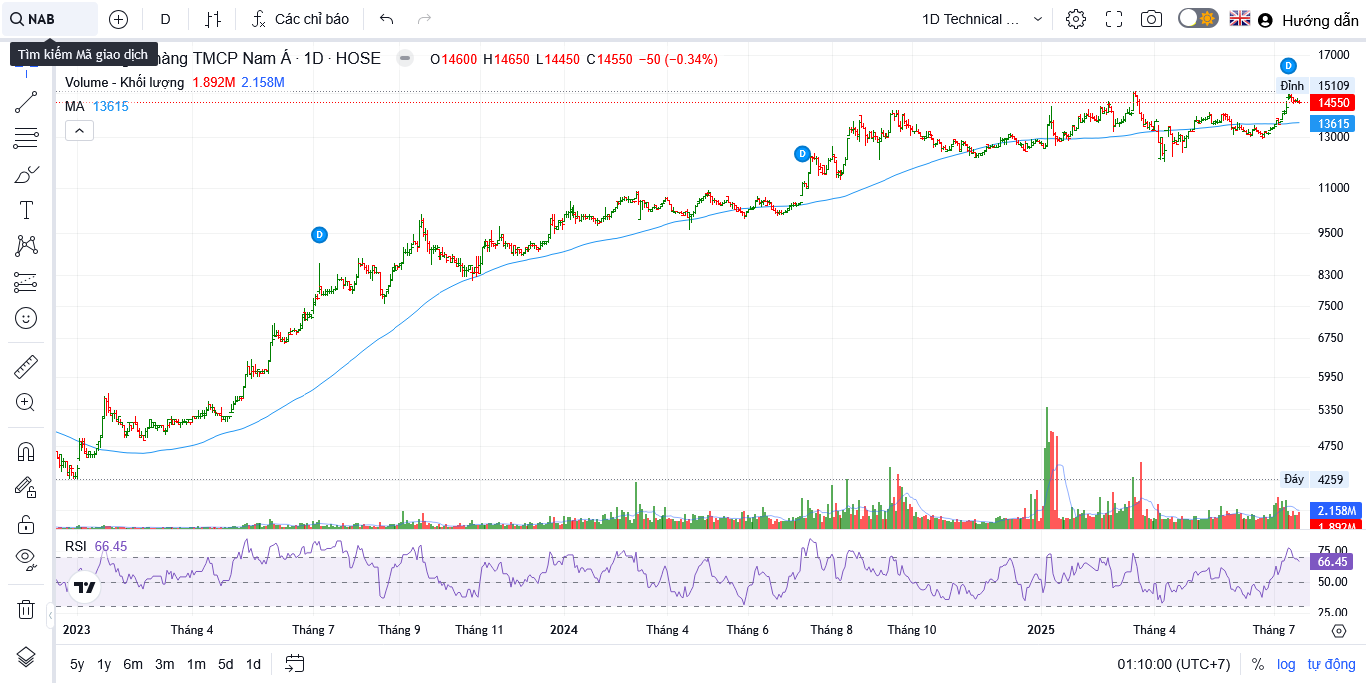 NAB
D
Các chỉ báo
1D Technical ...
Hướng dẫn
Tìm kiếm Mã giao dịch
hàng TMCP Nam Á · 1D · HOSE
O14600 H14650 L14450 C14550 −50 (−0.34%)
Volume - Khối lượng 1.892M 2.158M
MA 13615
D
D
D
Đỉnh 15109
Đáy 4259
17000
14550
13615
13000
11000
9500
8300
7500
6750
5950
5350
4750
2.158M
1.892M
RSI 66.45
75.00
66.45
50.00
25.00
2023 Tháng 4 Tháng 7 Tháng 9 Tháng 11 2024 Tháng 4 Tháng 6 Tháng 8 Tháng 10 2025 Tháng 4 Tháng 7
5y 1y 6m 3m 1m 5d 1d
01:10:00 (UTC+7) % log tự động